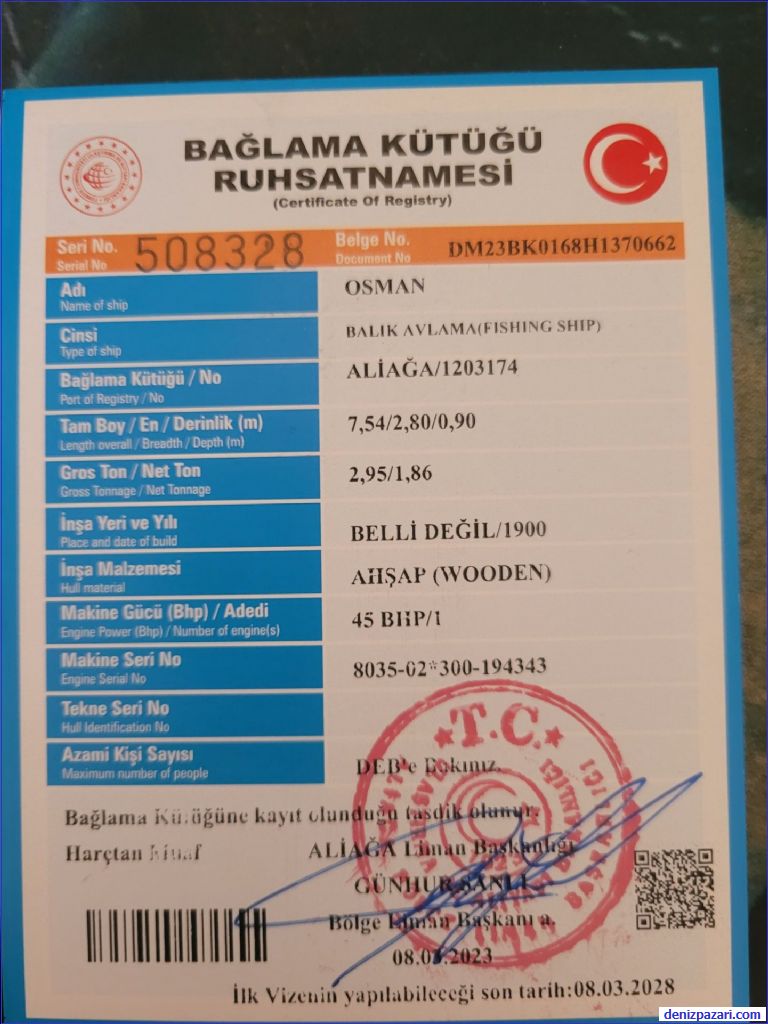 BAĞLAMA KÜTÜĞÜ
RUHSATNAMESİ
(Certificate Of Registry)
Seri No. 508328 Belge No. DM23BK0168H1370662
Serial No Document No
Adı OSMAN
Name of ship
Cinsi BALIK AVLAMA(FISHING SHIP)
Type of ship
Bağlama Kütüğü / No ALİAĞA/1203174
Port of Registry / No
Tam Boy / En / Derinlik (m) 7,54/2,80/0,90
Length overall / Breadth / Depth (m)
Gros Ton / Net Ton 2,95/1,86
Gross Tonnage / Net Tonnage
İnşa Yeri ve Yılı BELLİ DEĞİL/1900
Place and date of build
İnşa Malzemesi AHŞAP (WOODEN)
Hull material
Makine Gücü (Bhp) / Adedi 45 BHP/1
Engine Power (Bhp) / Number of engine(s)
Makine Seri No 8035-02*300-194343
Engine Serial No
Tekne Seri No
Hull Identification No
Azami Kişi Sayısı DEB'e Bakınız.
Maximum number of people
T.C.
Bağlama Kütüğüne kayıt olunduğu tasdik olunur.
Harçtan Muaf ALİAĞA Liman Başkanlığı
GÜNHUR SANLI
Bölge Liman Başkanı a.
08.03.2023
İlk Vizenin yapılabileceği son tarih:08.03.2028
denizpazari.com